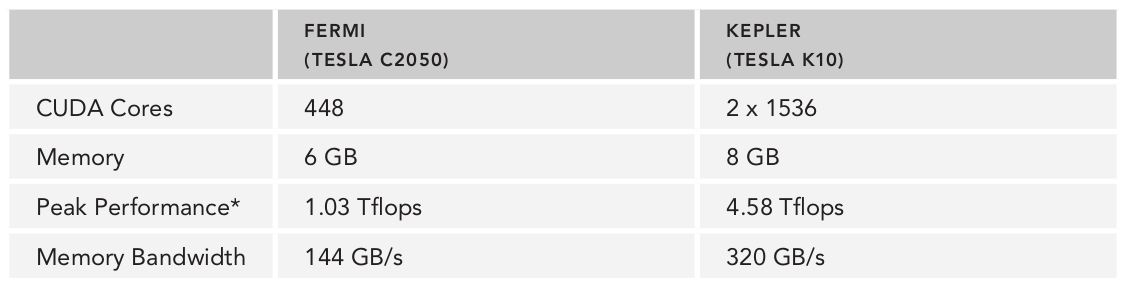 FERMI
(TESLA C2050)
KEPLER
(TESLA K10)
CUDA Cores 448 2 x 1536
Memory 6 GB 8 GB
Peak Performance* 1.03 Tflops 4.58 Tflops
Memory Bandwidth 144 GB/s 320 GB/s